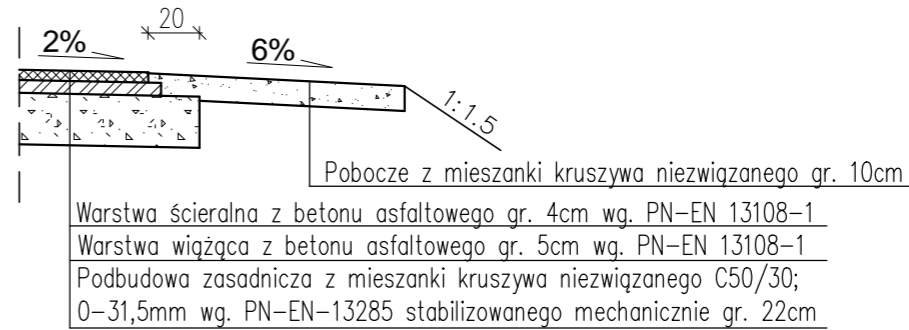 20
2%
6%
1:1.5
Pobocze z mieszanki kruszywa niezwiązanego gr. 10cm
Warstwa ścieralna z betonu asfaltowego gr. 4cm wg. PN-EN 13108-1
Warstwa wiążąca z betonu asfaltowego gr. 5cm wg. PN-EN 13108-1
Podbudowa zasadnicza z mieszanki kruszywa niezwiązanego C50/30;
0-31,5mm wg. PN-EN-13285 stabilizowanego mechanicznie gr. 22cm